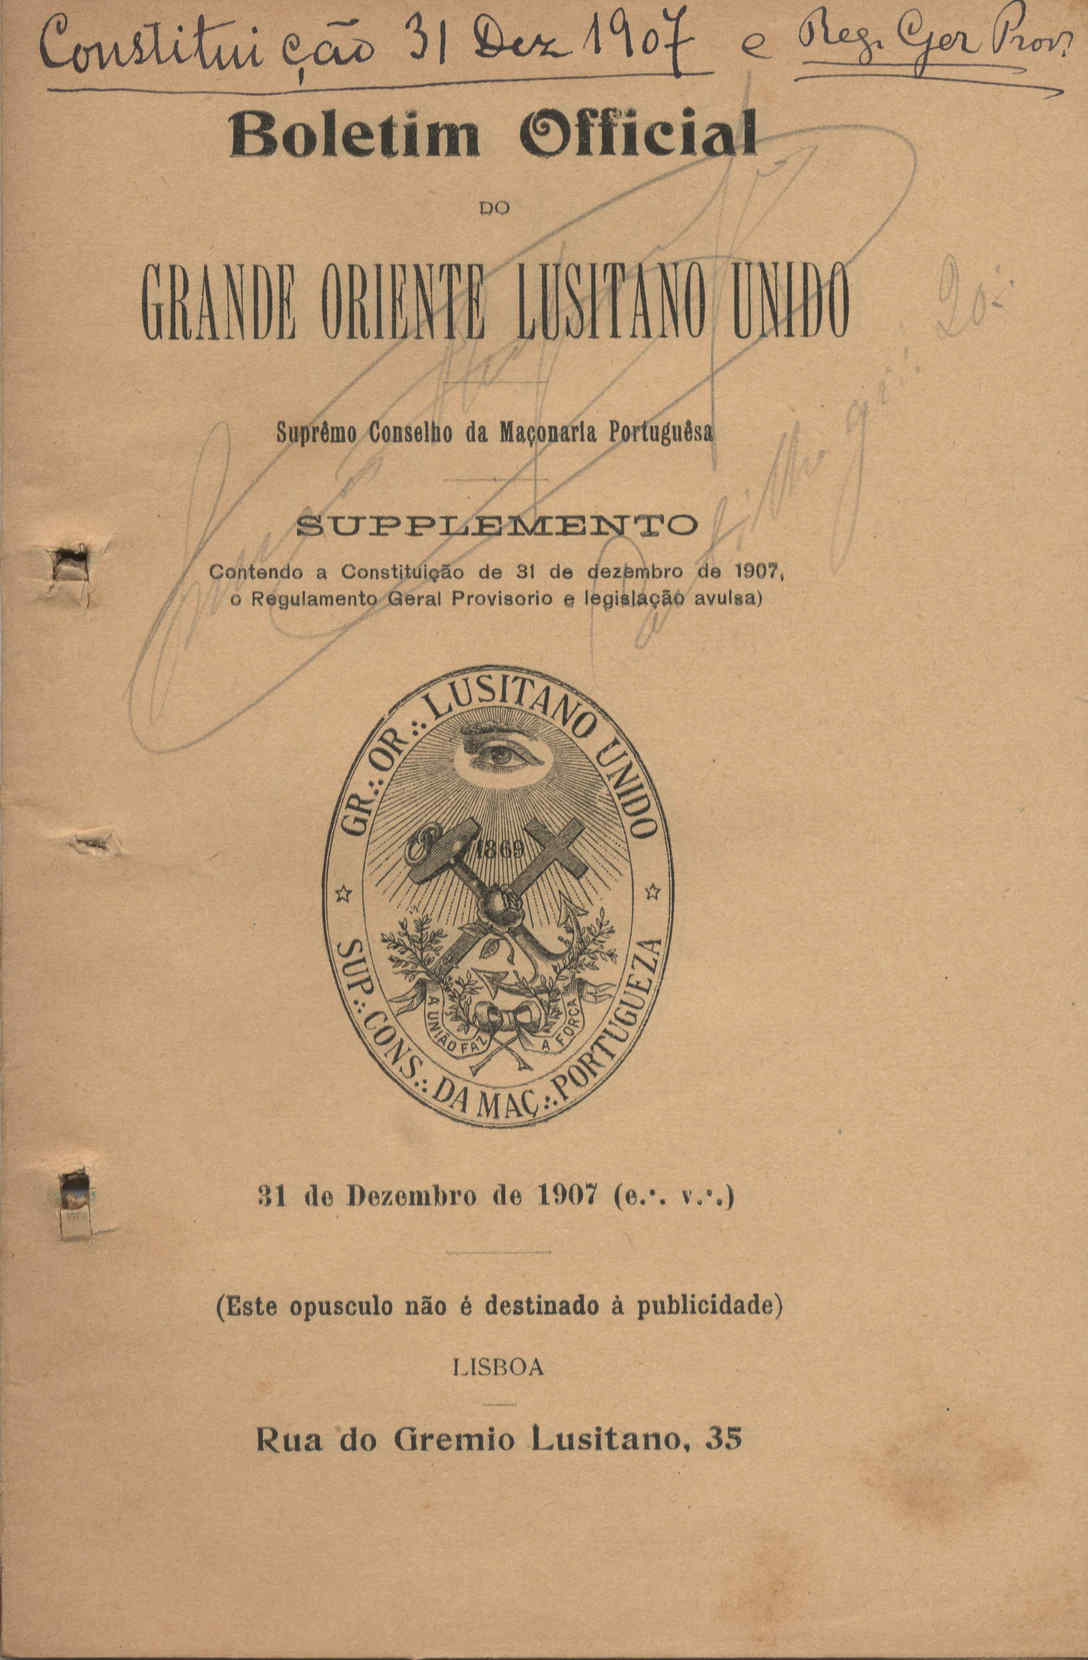 Constituição 31 Dez 1907 e Reg. Ger Prov.
Boletim Official
DO
GRANDE ORIENTE LUSITANO UNIDO
Suprêmo Conselho da Maçonaria Portuguêsa
SUPPLEMENTO
Contendo a Constituição de 31 de dezembro de 1907,
o Regulamento Geral Provisorio e legislação avulsa)
GR∴ OR∴ LUSITANO UNIDO
1869
A UNIÃO FAZ A FORÇA
SUP∴ CONS∴ DA MAÇ∴ PORTUGUEZA
31 de Dezembro de 1907 (e.·. v.·.)
(Este opusculo não é destinado à publicidade)
LISBOA
Rua do Gremio Lusitano, 35